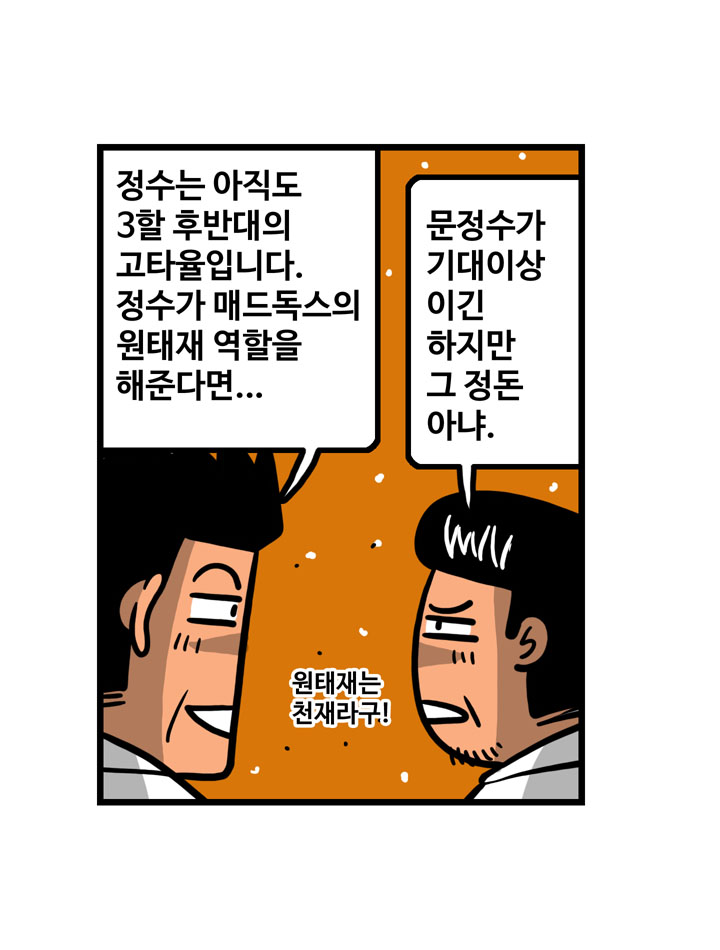 정수는 아직도
3할 후반대의
고타율입니다.
정수가 매드독스의
원태재 역할을
해준다면...
문정수가
기대이상
이긴
하지만
그 정돈
아냐.
원태재는
천재라구!